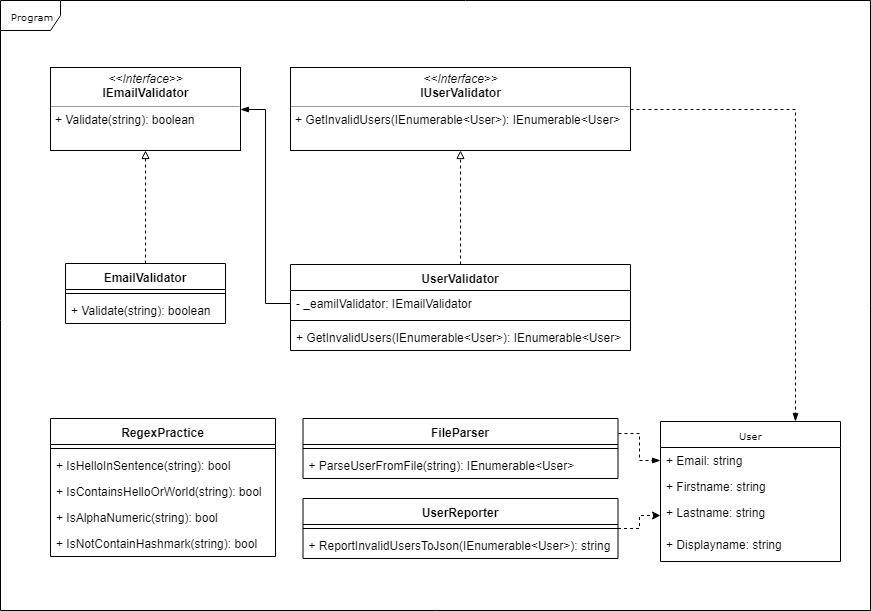 Program
<<Interface>>
IEmailValidator
+ Validate(string): boolean
<<Interface>>
IUserValidator
+ GetInvalidUsers(IEnumerable<User>): IEnumerable<User>
EmailValidator
+ Validate(string): boolean
UserValidator
- _eamilValidator: IEmailValidator
+ GetInvalidUsers(IEnumerable<User>): IEnumerable<User>
RegexPractice
+ IsHelloInSentence(string): bool
+ IsContainsHelloOrWorld(string): bool
+ IsAlphaNumeric(string): bool
+ IsNotContainHashmark(string): bool
FileParser
+ ParseUserFromFile(string): IEnumerable<User>
UserReporter
+ ReportInvalidUsersToJson(IEnumerable<User>): string
User
+ Email: string
+ Firstname: string
+ Lastname: string
+ Displayname: string